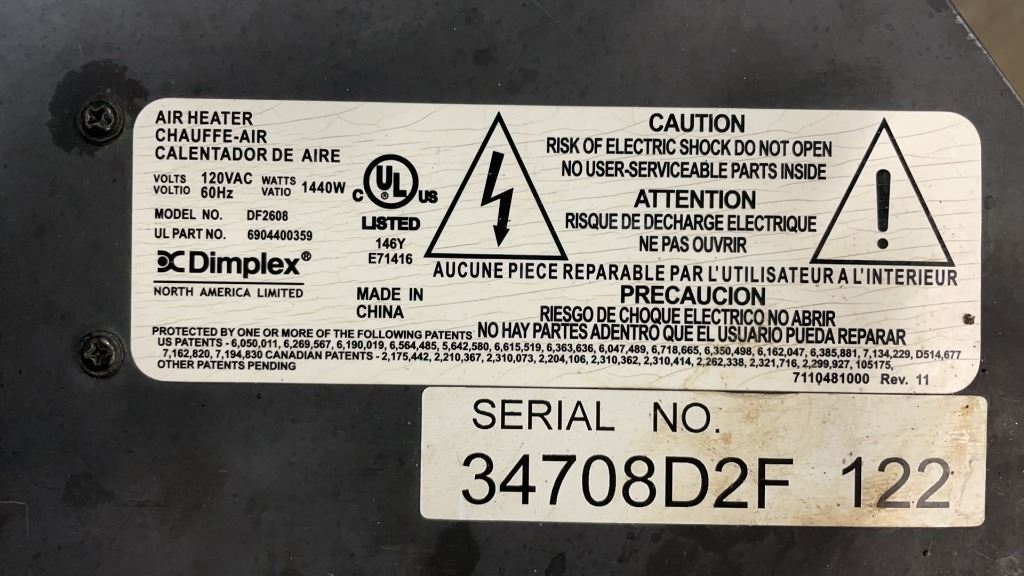 AIR HEATER
CHAUFFE-AIR
CALENTADOR DE AIRE
VOLTS 120VAC WATTS 1440W
VOLTIO 60Hz VATIO
MODEL NO. DF2608
UL PART NO. 6904400359
Dimplex®
NORTH AMERICA LIMITED
C UL ® US
LISTED
146Y
E71416
MADE IN
CHINA
CAUTION
RISK OF ELECTRIC SHOCK DO NOT OPEN
NO USER-SERVICEABLE PARTS INSIDE
ATTENTION
RISQUE DE DECHARGE ELECTRIQUE
NE PAS OUVRIR
AUCUNE PIECE REPARABLE PAR L'UTILISATEUR A L'INTERIEUR
PRECAUCION
RIESGO DE CHOQUE ELECTRICO NO ABRIR
NO HAY PARTES ADENTRO QUE EL USUARIO PUEDA REPARAR
PROTECTED BY ONE OR MORE OF THE FOLLOWING PATENTS
US PATENTS - 6,050,011, 6,269,567, 6,190,019, 6,564,485, 5,642,580, 6,615,519, 6,363,636, 6,047,489, 6,718,665, 6,350,498, 6,162,047, 6,385,881, 7,134,229, D514,677
7,162,820, 7,194,830 CANADIAN PATENTS - 2,175,442, 2,210,367, 2,310,073, 2,204,106, 2,310,362, 2,310,414, 2,262,338, 2,321,716, 2,299,927, 105175,
OTHER PATENTS PENDING
7110481000 Rev. 11
SERIAL NO.
34708D2F 122